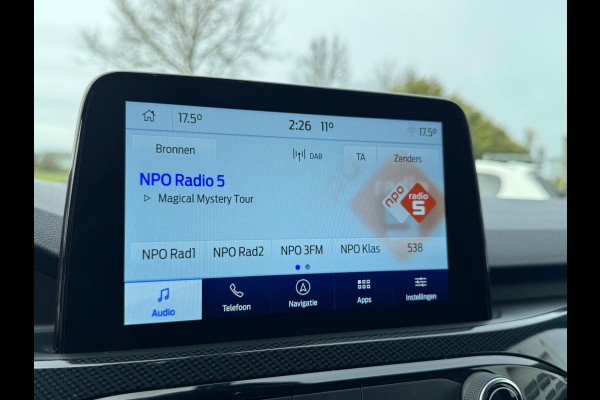 17.5° 2:26 11° 17.5°
Bronnen DAB TA Zenders
NPO Radio 5
Magical Mystery Tour
npo radio 5
NPO Rad1 NPO Rad2 NPO 3FM NPO Klas 538
Audio Telefoon Navigatie Apps Instellingen